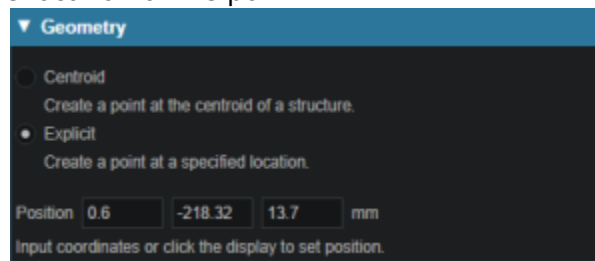 ▼ Geometry
Centroid
Create a point at the centroid of a structure.
Explicit
Create a point at a specified location.
Position 0.6 -218.32 13.7 mm
Input coordinates or click the display to set position.